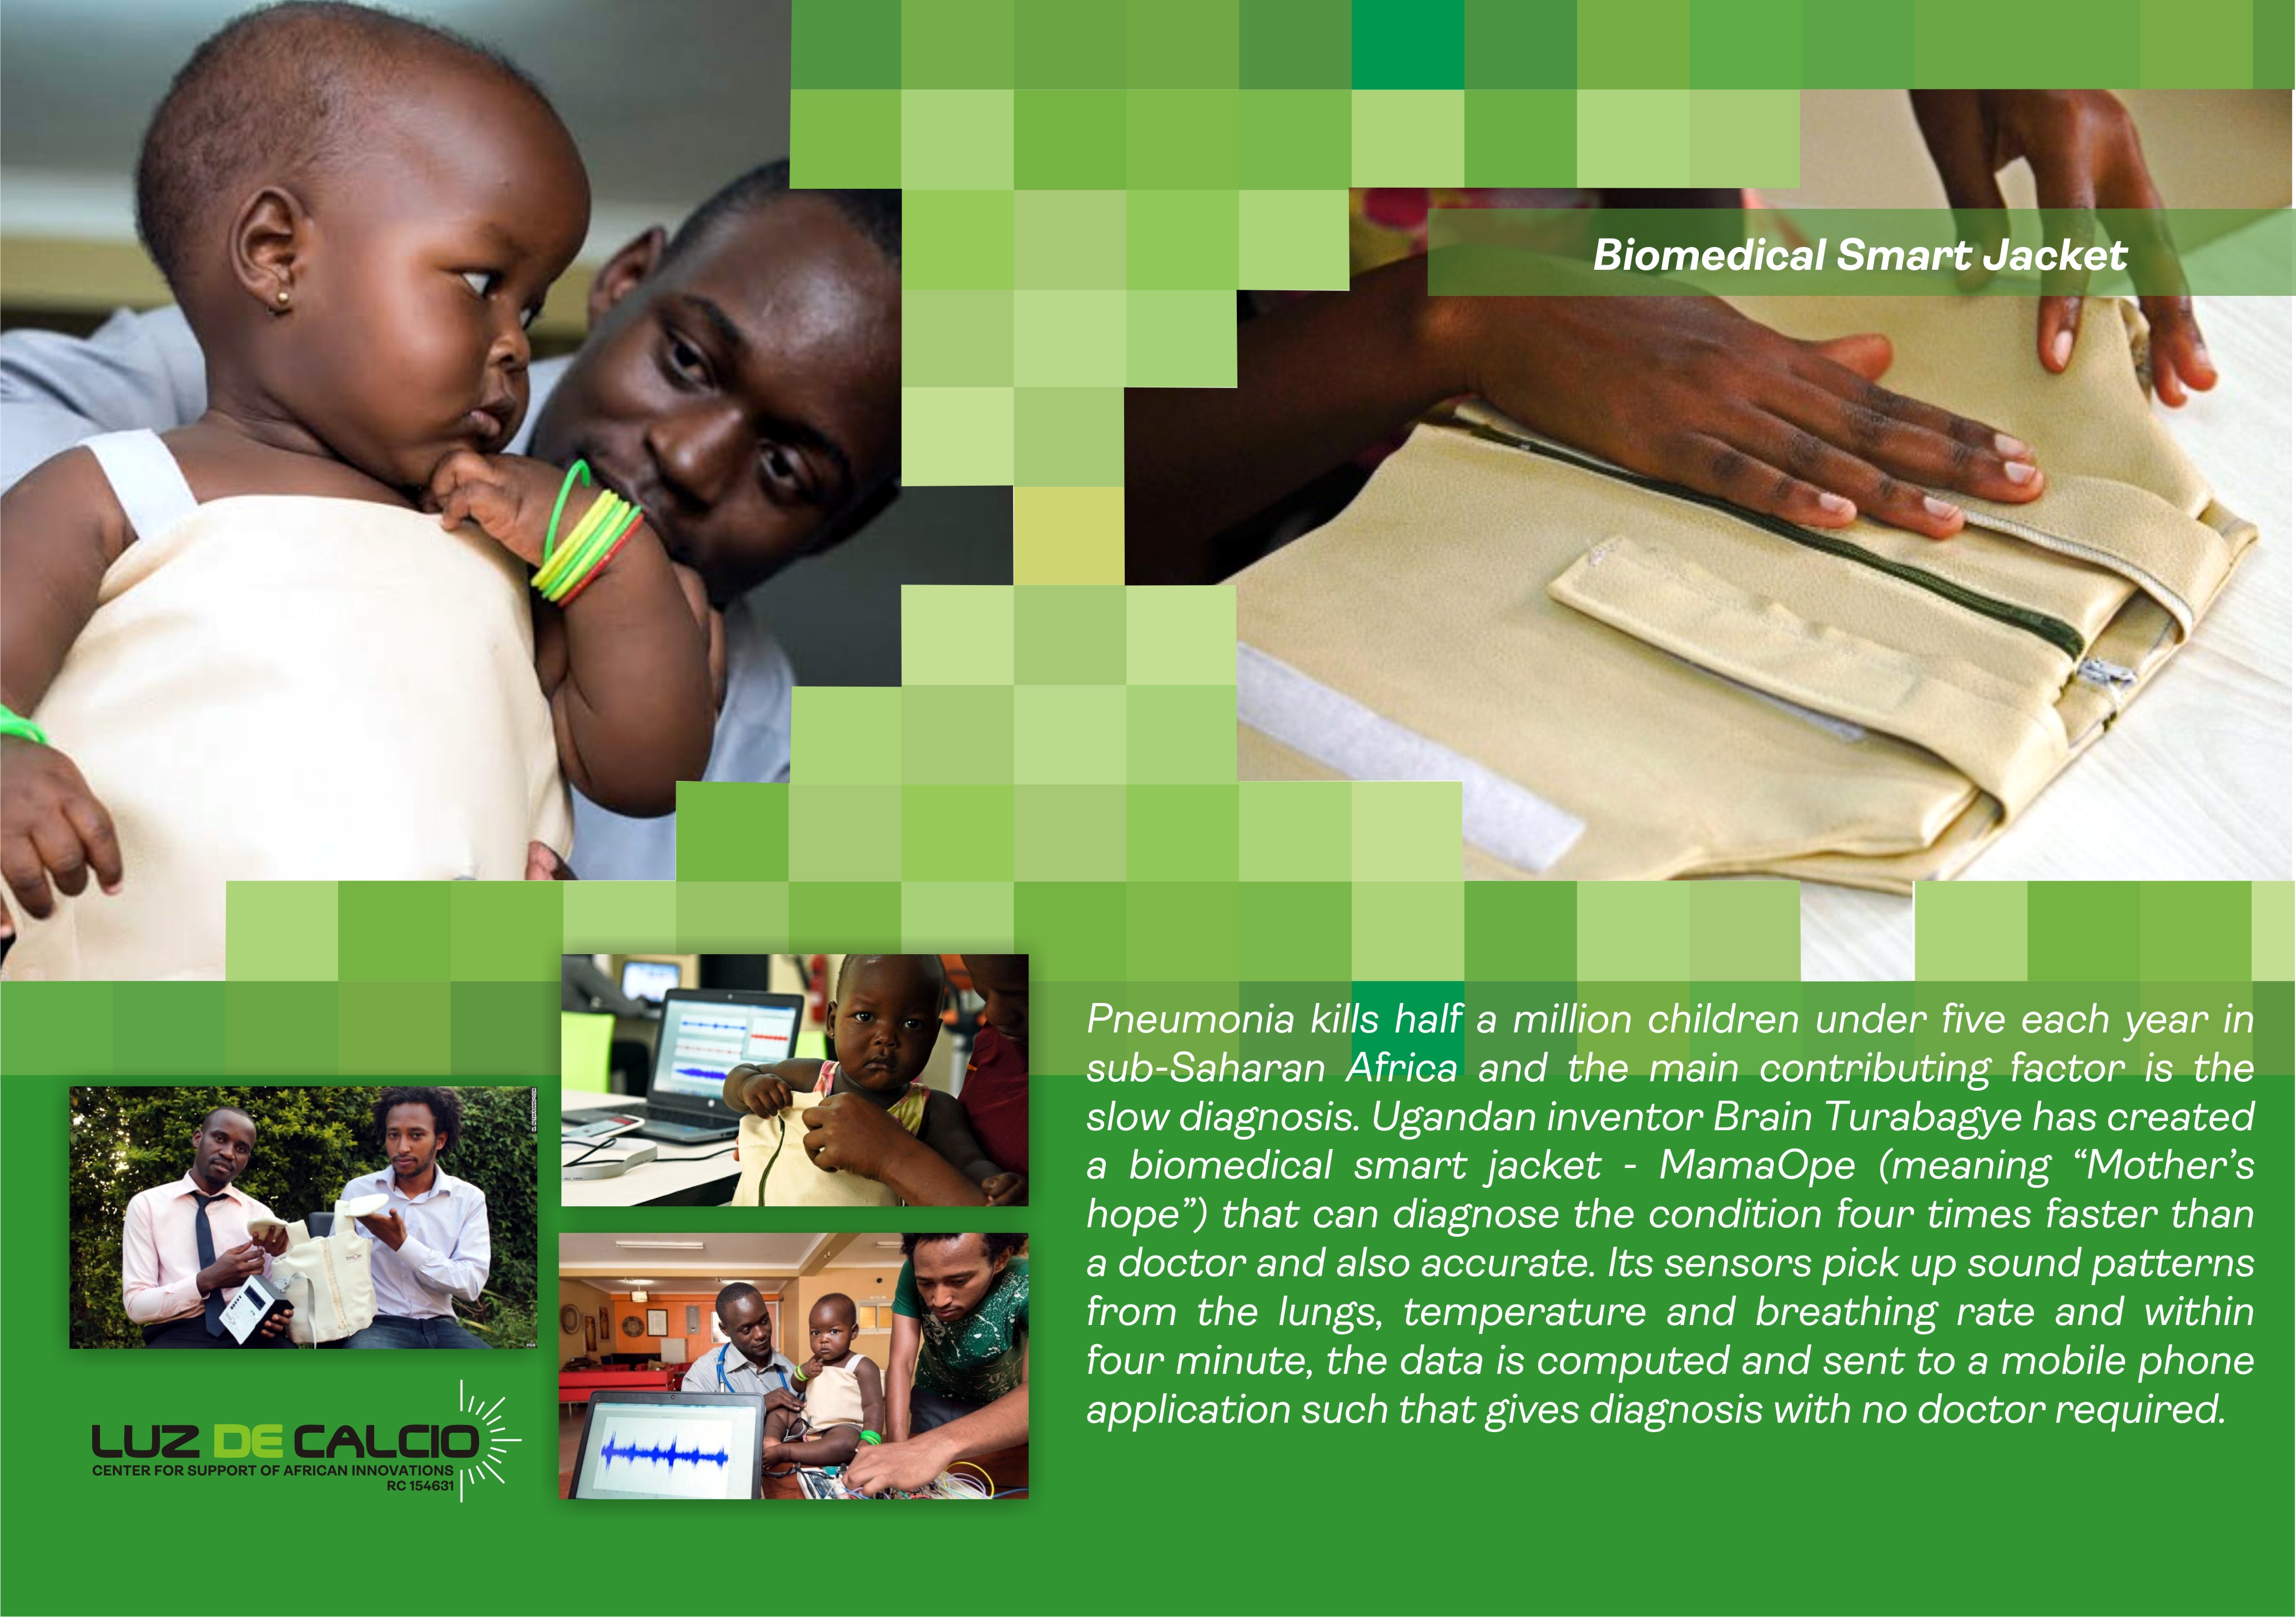 Biomedical Smart Jacket
Pneumonia kills half a million children under five each year in
sub-Saharan Africa and the main contributing factor is the
slow diagnosis. Ugandan inventor Brain Turabagye has created
a biomedical smart jacket - MamaOpe (meaning “Mother’s
hope”) that can diagnose the condition four times faster than
a doctor and also accurate. Its sensors pick up sound patterns
from the lungs, temperature and breathing rate and within
four minute, the data is computed and sent to a mobile phone
application such that gives diagnosis with no doctor required.
LUZ DE CALCIO
CENTER FOR SUPPORT OF AFRICAN INNOVATIONS
RC 154631